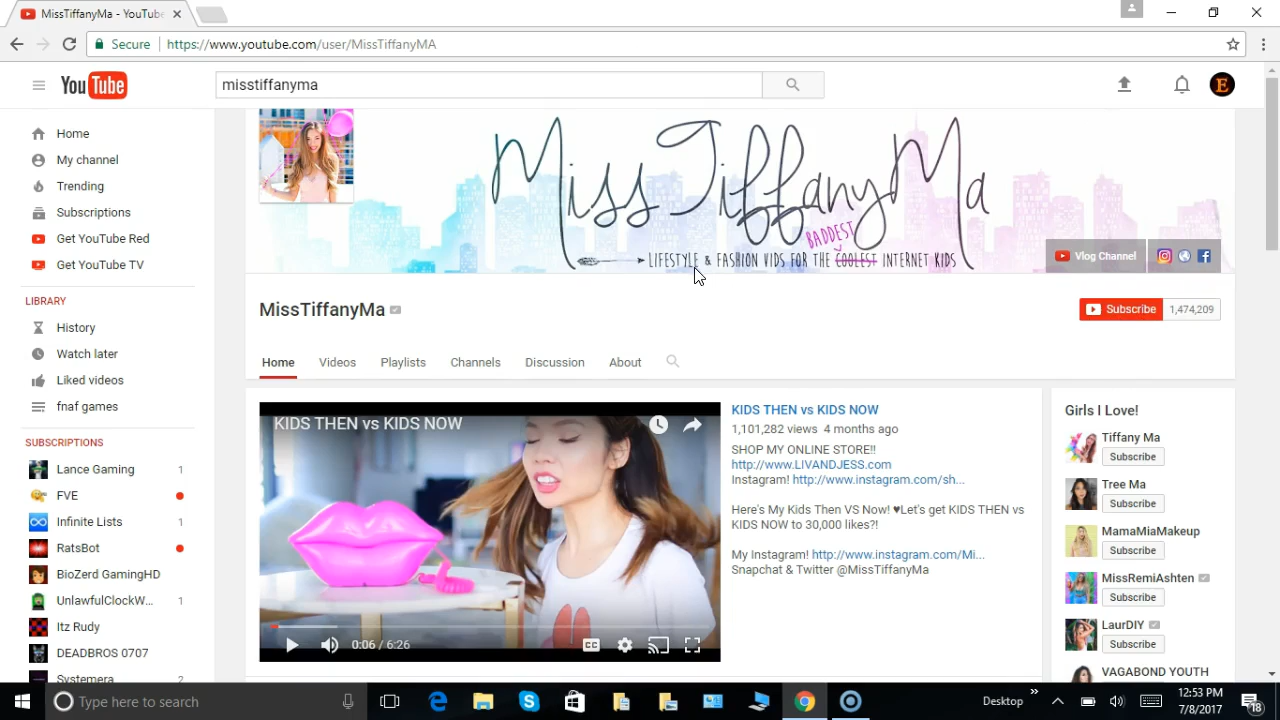 MissTiffanyMa - YouTube
Secure
https://www.youtube.com/user/MissTiffanyMA
YouTube
misstiffanyma
E
Home
My channel
Trending
Subscriptions
Get YouTube Red
Get YouTube TV
LIBRARY
History
Watch later
Liked videos
fnaf games
SUBSCRIPTIONS
Lance Gaming 1
FVE
Infinite Lists 1
RatsBot
BioZerd GamingHD
UnlawfulClockW... 1
Itz Rudy
DEADBROS 0707
Systemera 2
MissTiffanyMa
BADDEST
LIFESTYLE & FASHION VIDS FOR THE COOLEST INTERNET KIDS
Vlog Channel
MissTiffanyMa
Subscribe 1,474,209
Home Videos Playlists Channels Discussion About
KIDS THEN vs KIDS NOW
0:06 / 6:26
CC
KIDS THEN vs KIDS NOW
1,101,282 views 4 months ago
SHOP MY ONLINE STORE!!
http://www.LIVANDJESS.com
Instagram! http://www.instagram.com/sh...
Here's My Kids Then VS Now! ♥Let's get KIDS THEN vs
KIDS NOW to 30,000 likes?!
My Instagram! http://www.instagram.com/Mi...
Snapchat & Twitter @MissTiffanyMa
Girls I Love!
Tiffany Ma
Subscribe
Tree Ma
Subscribe
MamaMiaMakeup
Subscribe
MissRemiAshten
Subscribe
LaurDIY
Subscribe
VAGABOND YOUTH
Type here to search
Desktop
12:53 PM
7/8/2017
18